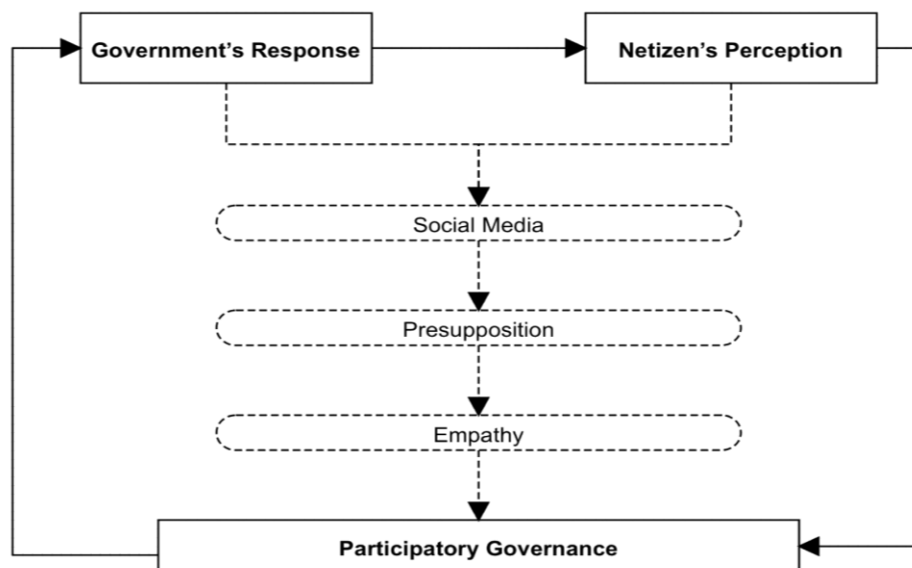 Government’s Response
Netizen’s Perception
Social Media
Presupposition
Empathy
Participatory Governance